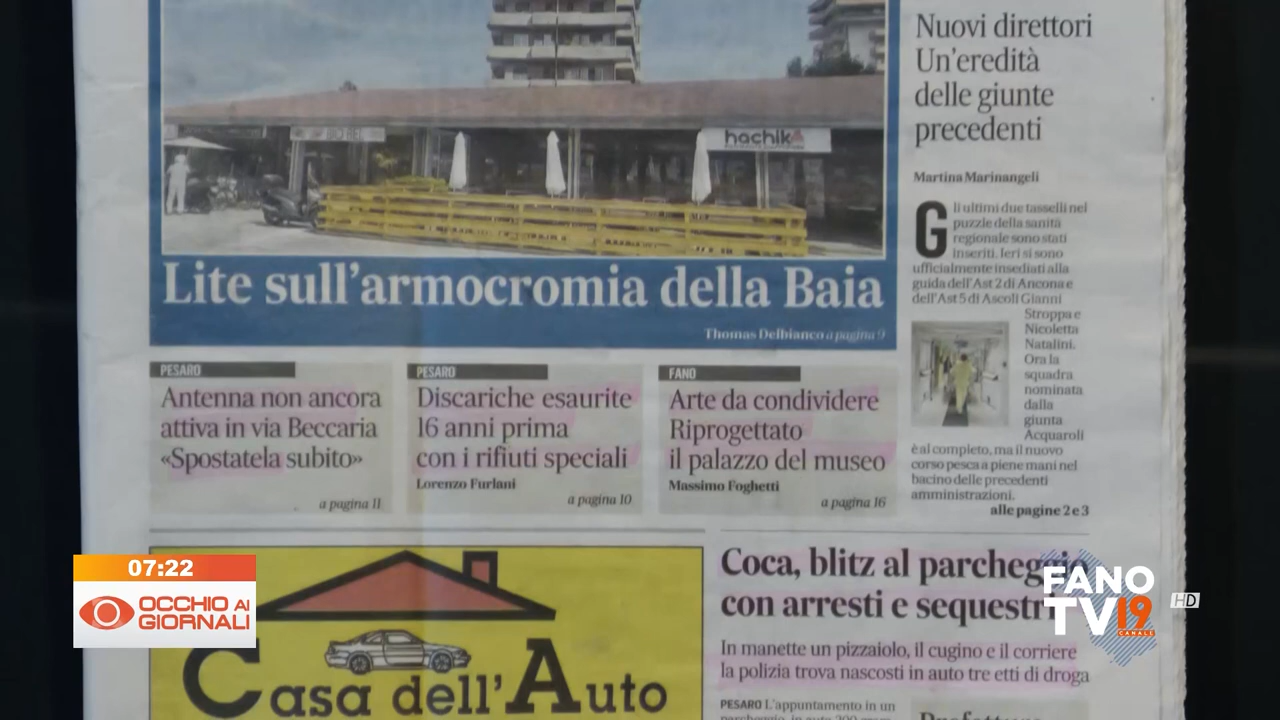 hachika
Lite sull'armocromia della Baia
Thomas Delbianco a pagina 9
Nuovi direttori
Un'eredità
delle giunte
precedenti
Martina Marinangeli
Gli ultimi due tasselli nel
puzzle della sanità
regionale sono stati
inseriti. Ieri si sono
ufficialmente insediati alla
guida dell'Ast 2 di Ancona e
dell'Ast 5 di Ascoli Gianni
Stroppa e
Nicoletta
Natalini.
Ora la
squadra
nominata
dalla
giunta
Acquaroli
è al completo, ma il nuovo
corso pesca a piene mani nel
bacino delle precedenti
amministrazioni.
alle pagine 2 e 3
PESARO
Antenna non ancora
attiva in via Beccaria
«Spostatela subito»
a pagina 11
PESARO
Discariche esaurite
16 anni prima
con i rifiuti speciali
Lorenzo Furlani
a pagina 10
FANO
Arte da condividere
Riprogettato
il palazzo del museo
Massimo Foghetti
a pagina 16
Casa dell'Auto
Coca, blitz al parcheggio
con arresti e sequestri
In manette un pizzaiolo, il cugino e il corriere
la polizia trova nascosti in auto tre etti di droga
PESARO L'appuntamento in un
07:22
OCCHIO AI
GIORNALI
FANO
TV19
CANALE
HD